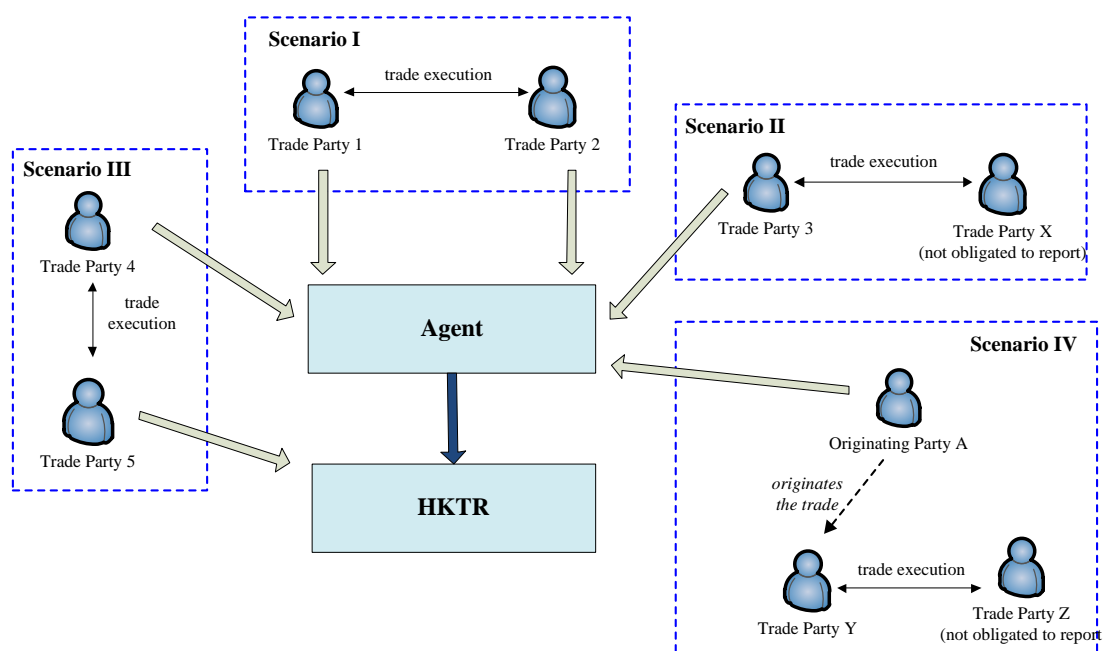 Scenario I
trade execution
Trade Party 1
Trade Party 2
Scenario II
trade execution
Trade Party 3
Trade Party X
(not obligated to report)
Scenario III
Trade Party 4
trade
execution
Trade Party 5
Agent
HKTR
Scenario IV
Originating Party A
originates
the trade
trade execution
Trade Party Y
Trade Party Z
(not obligated to report